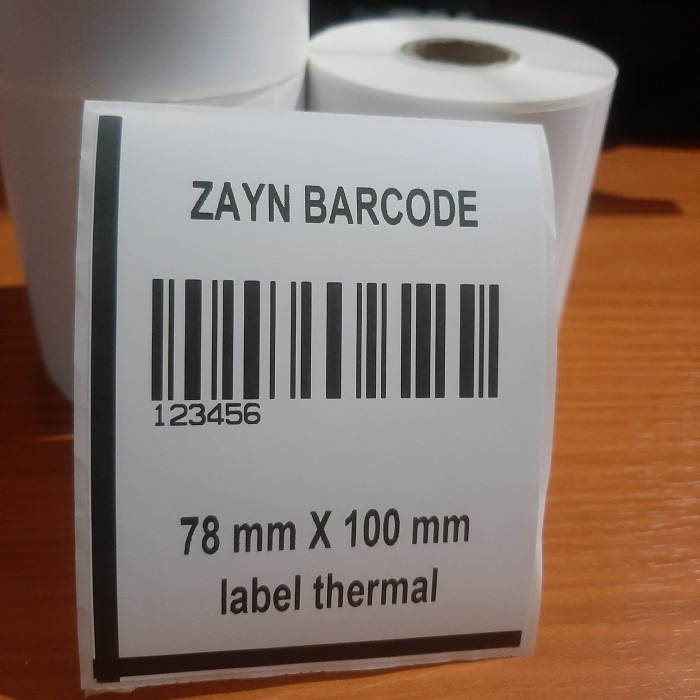 ZAYN BARCODE
123456
78 mm X 100 mm
label thermal